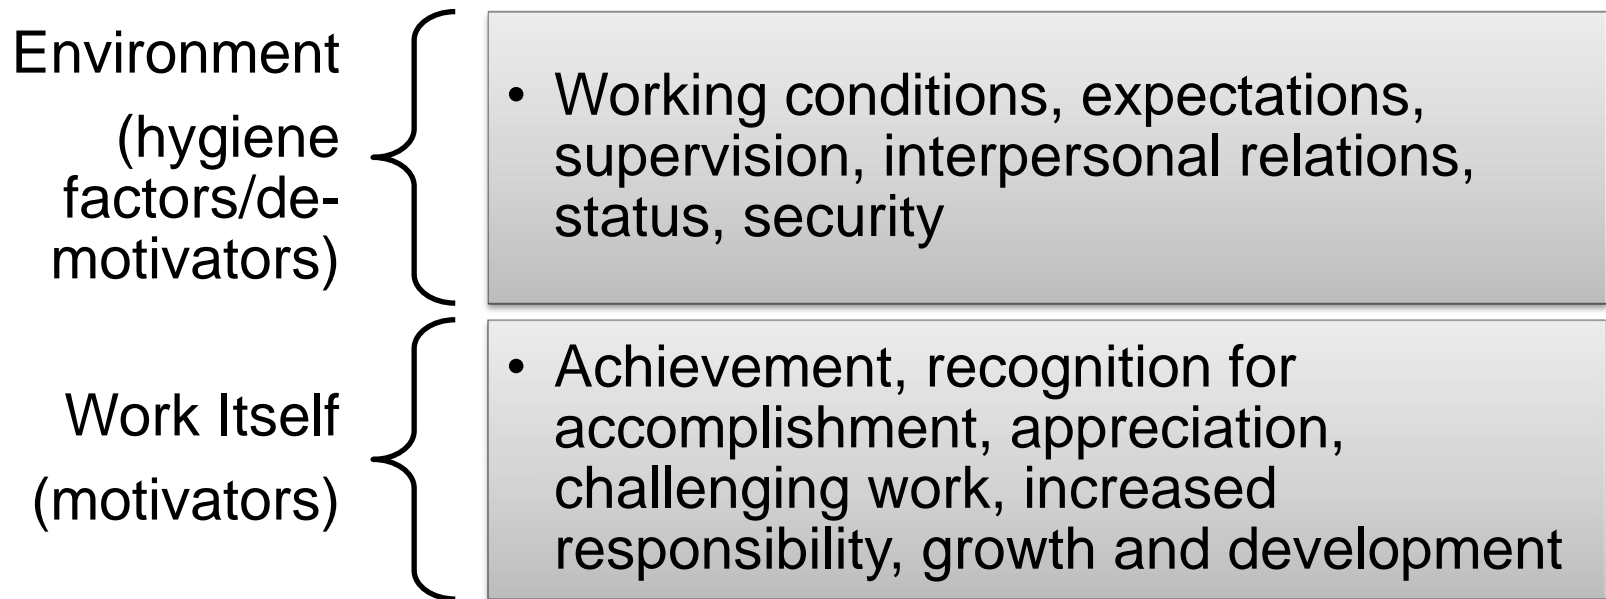 Environment
(hygiene
factors/de-
motivators)
• Working conditions, expectations,
supervision, interpersonal relations,
status, security
Work Itself
(motivators)
• Achievement, recognition for
accomplishment, appreciation,
challenging work, increased
responsibility, growth and development